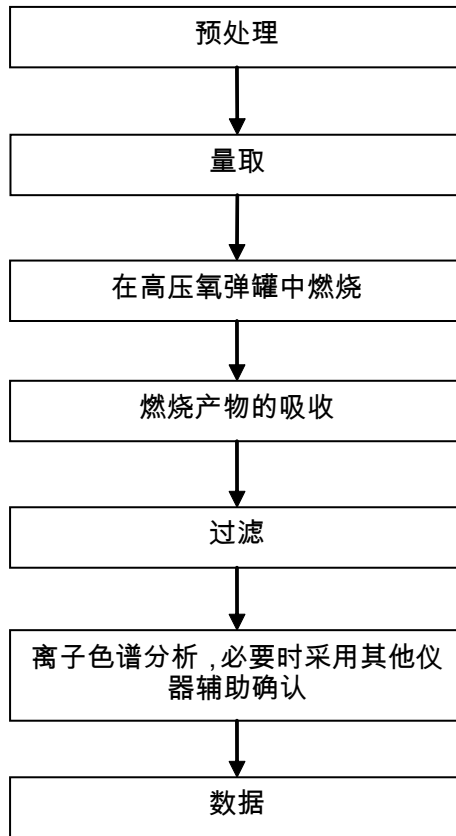 预处理
量取
在高压氧弹罐中燃烧
燃烧产物的吸收
过滤
离子色谱分析，必要时采用其他仪
器辅助确认
数据